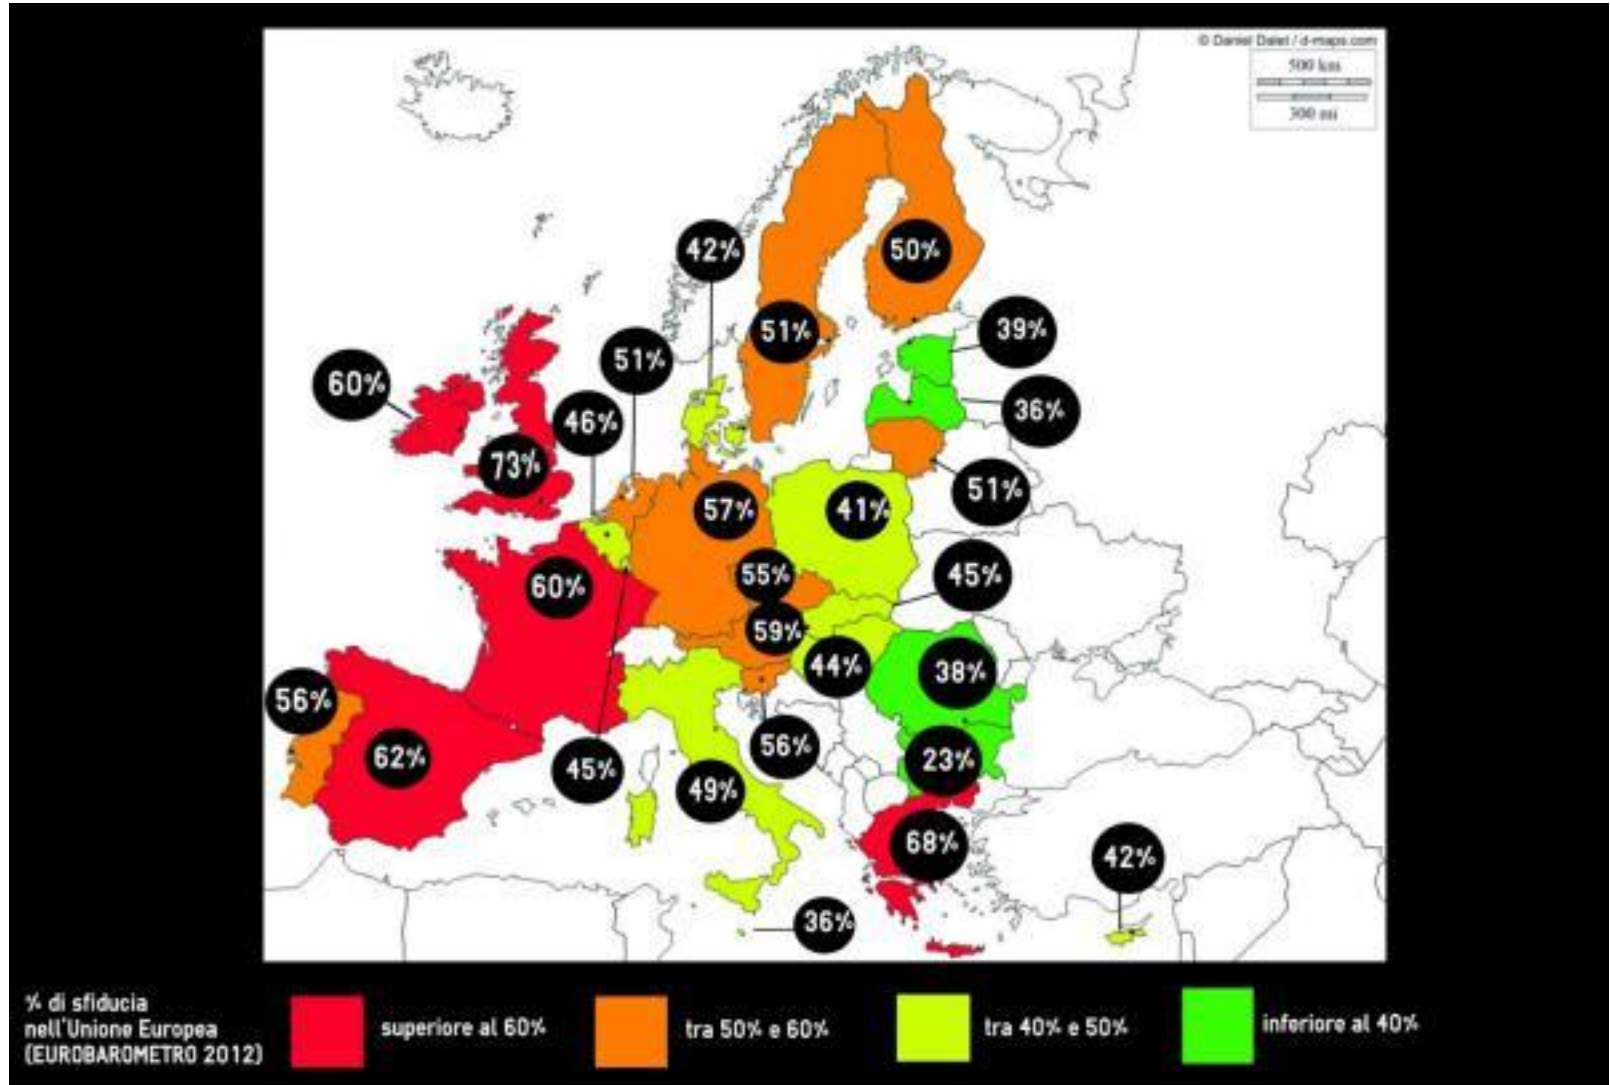 © Daniel Dalet / d-maps.com
500 km
300 mi
42%
50%
51%
39%
51%
60%
36%
46%
73%
51%
57%
41%
55%
45%
60%
59%
44%
38%
56%
62%
56%
45%
23%
49%
68%
42%
36%
% di sfiducia
nell'Unione Europea
(EUROBAROMETRO 2012)
superiore al 60%
tra 50% e 60%
tra 40% e 50%
inferiore al 40%